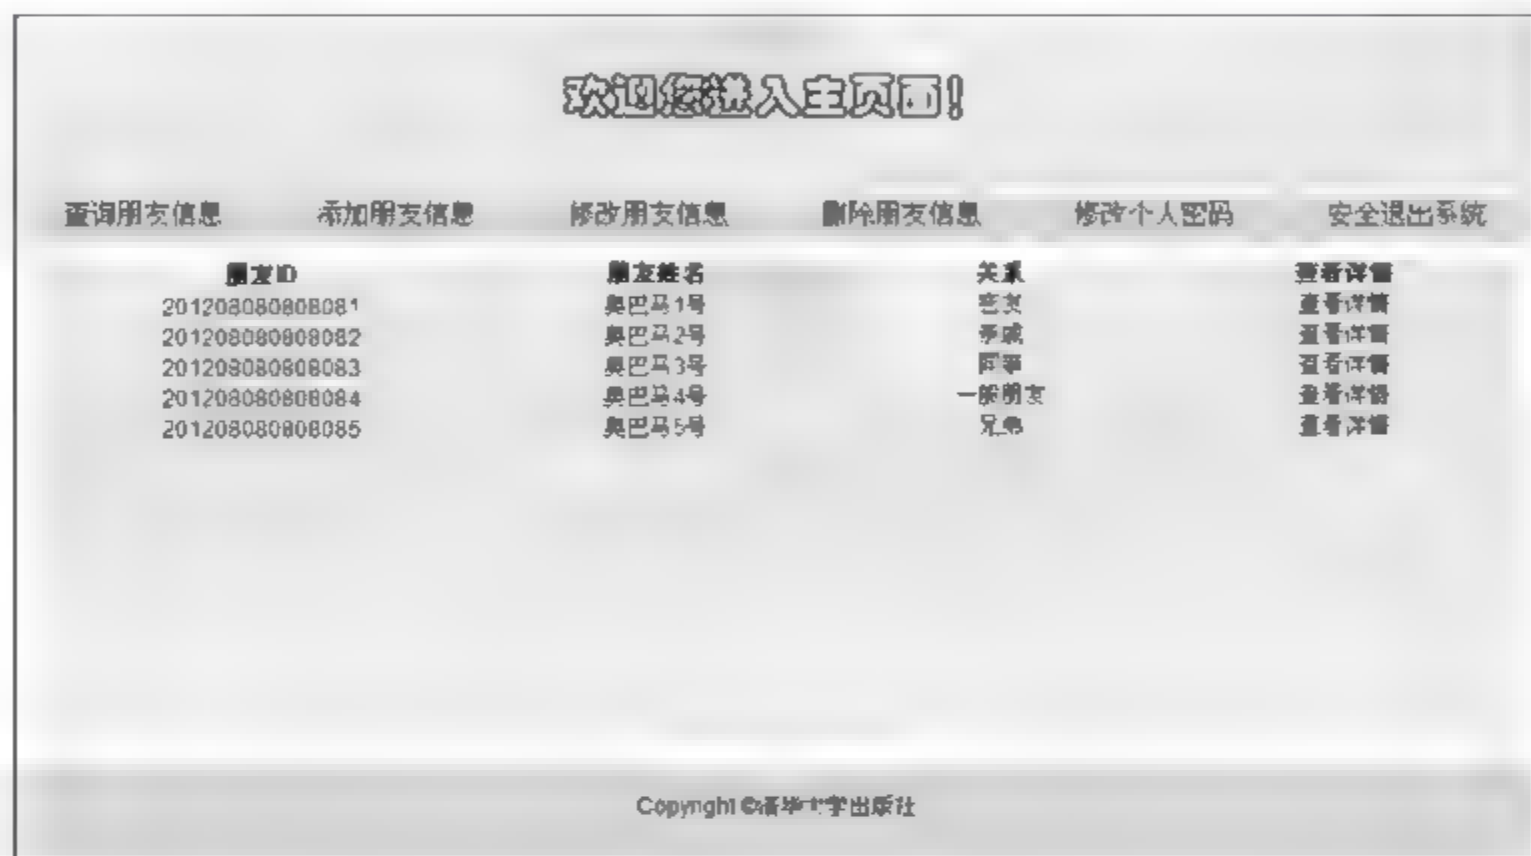 欢迎您进入主页面!
查询朋友信息 添加朋友信息 修改朋友信息 删除朋友信息 修改个人密码 安全退出系统
朋友ID 朋友姓名 关系 查看详情
201208080808081 奥巴马1号 密友 查看详情
201208080808082 奥巴马2号 亲戚 查看详情
201208080808083 奥巴马3号 同事 查看详情
201208080808084 奥巴马4号 一般朋友 查看详情
201208080808085 奥巴马5号 兄弟 查看详情
Copyright ©清华大学出版社